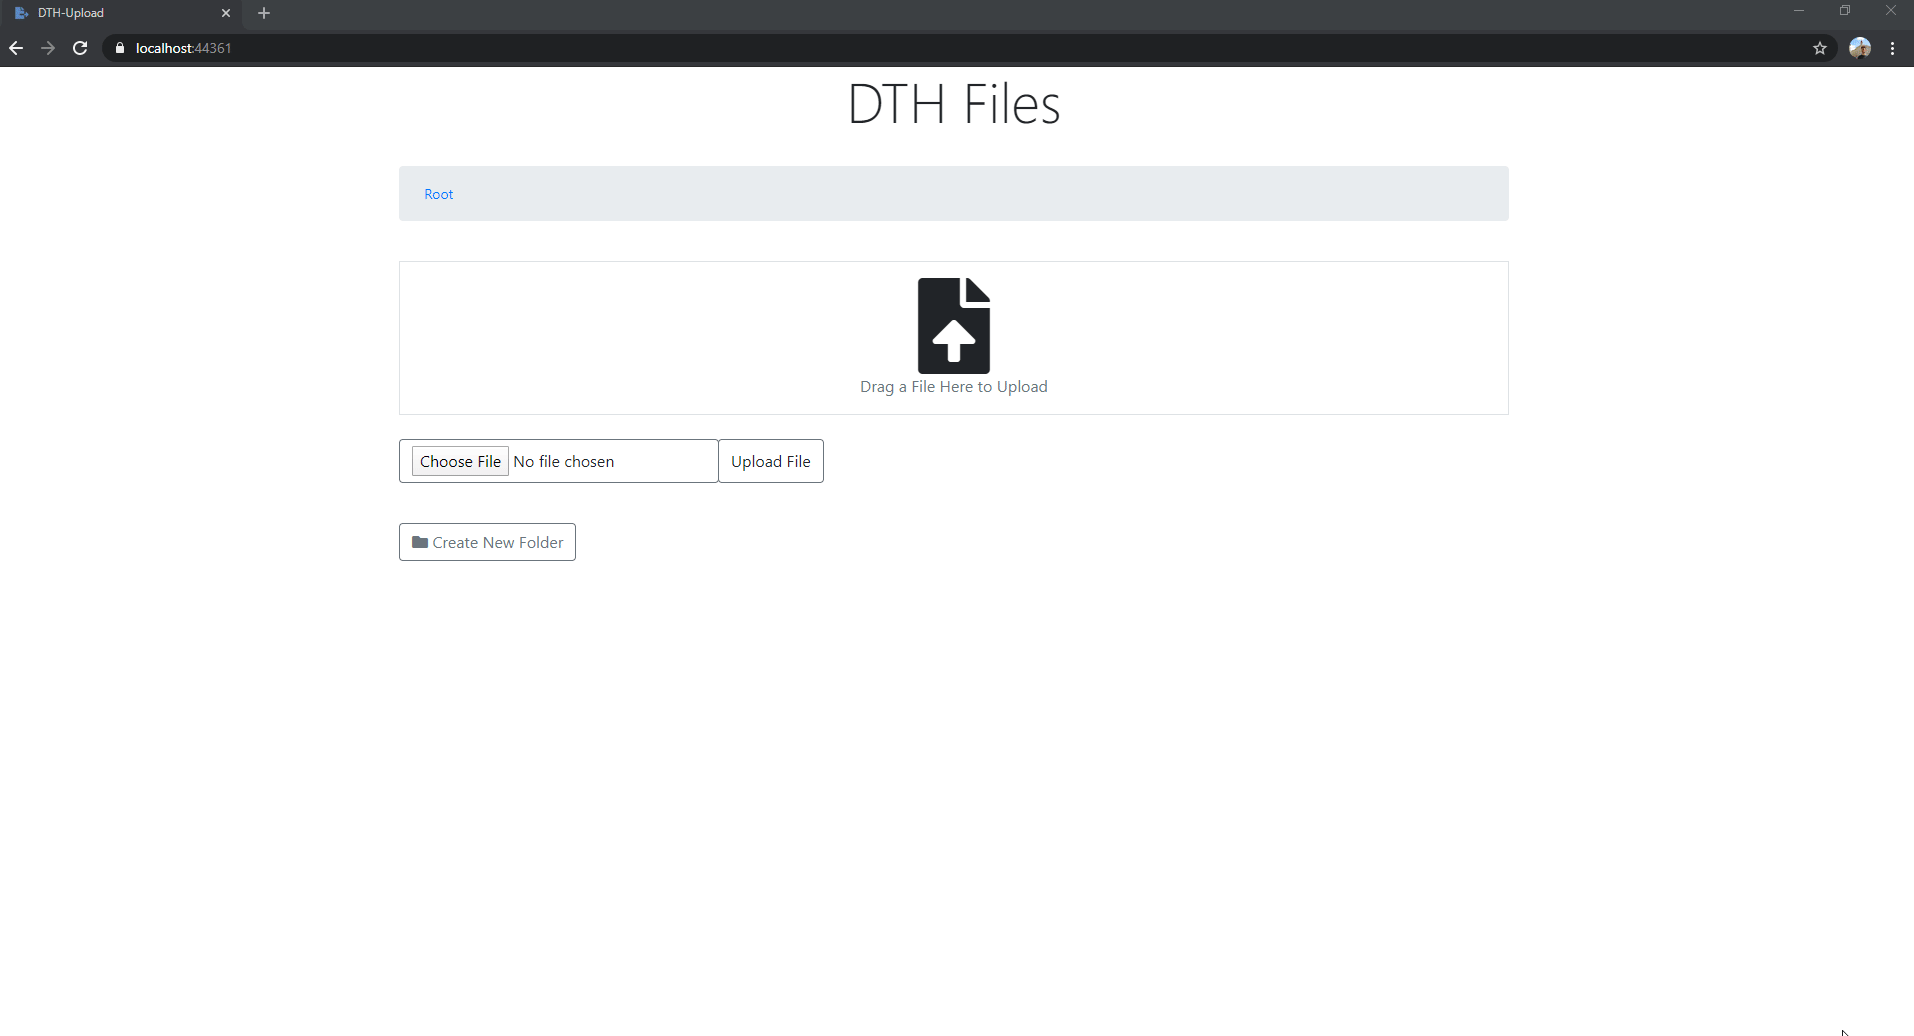 DTH-Upload
localhost:44361
DTH Files
Root
Drag a File Here to Upload
Choose File No file chosen Upload File
Create New Folder